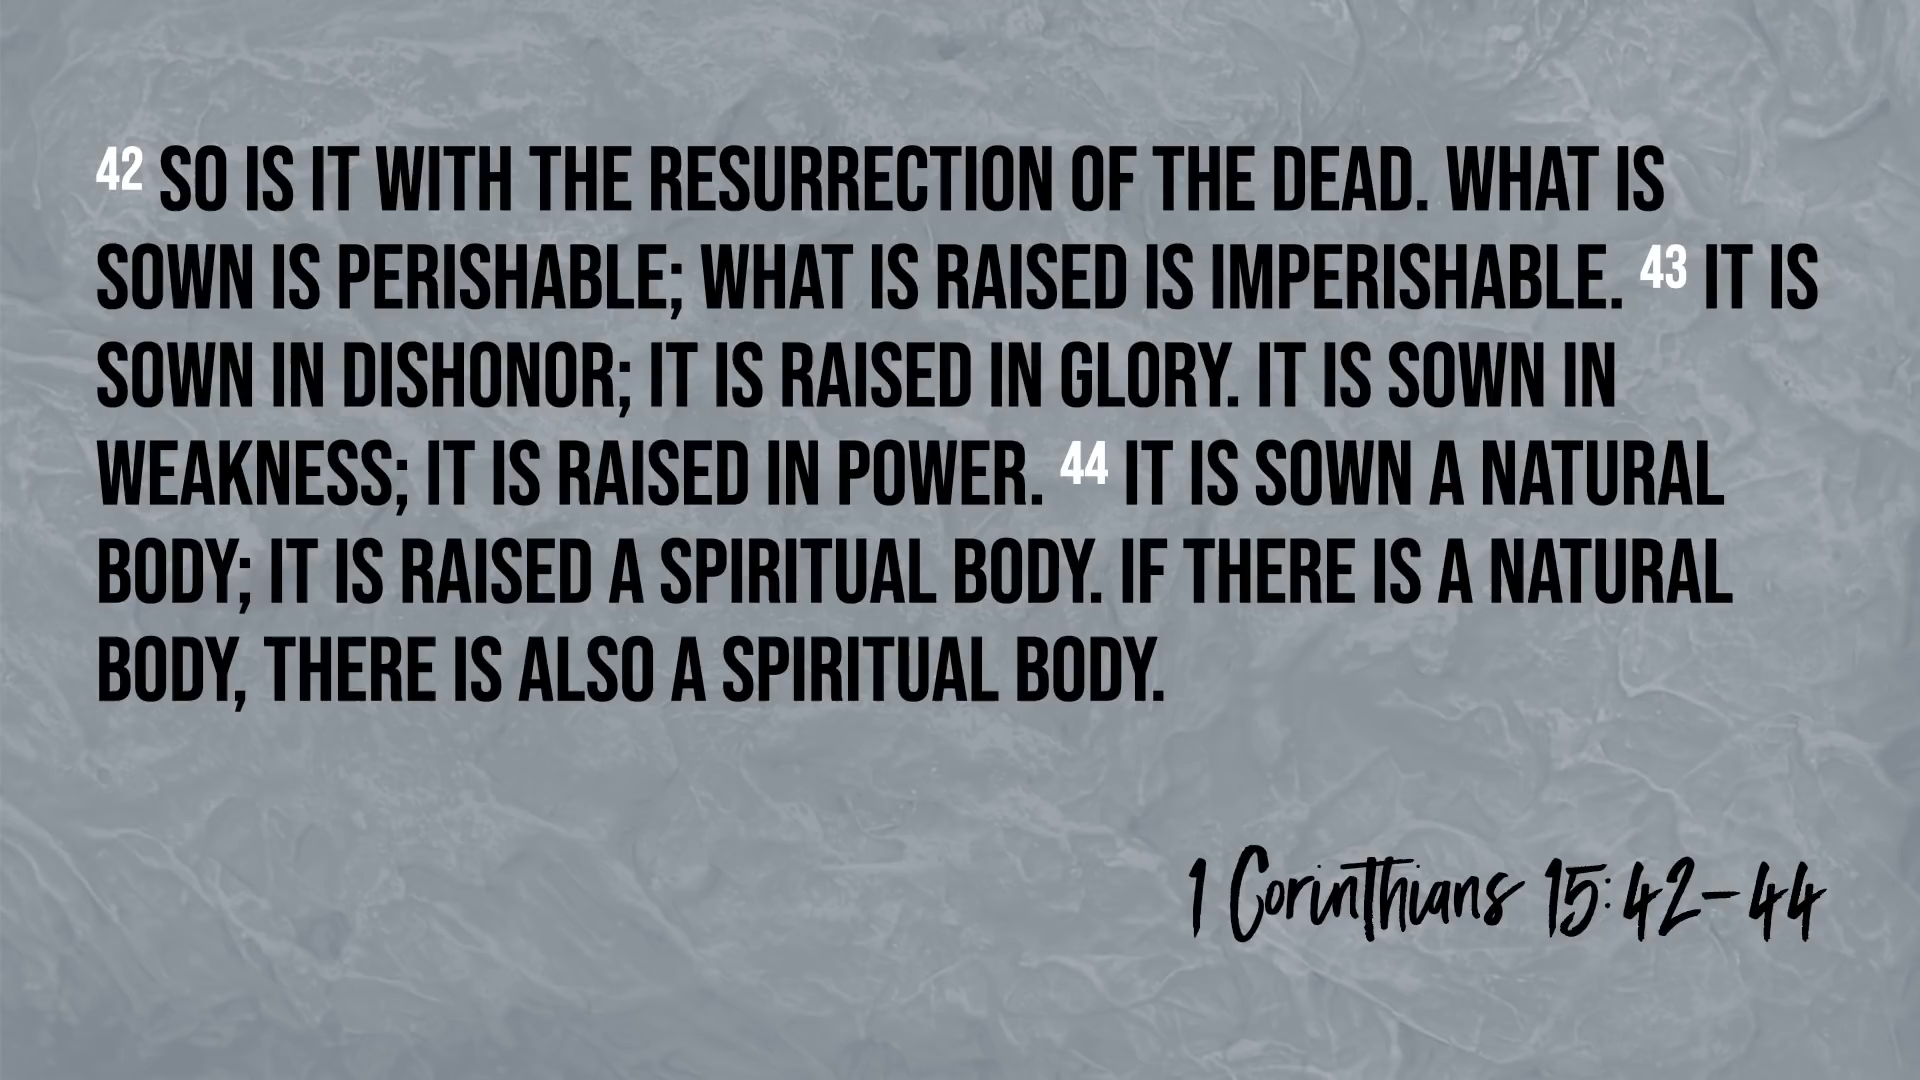 42 SO IS IT WITH THE RESURRECTION OF THE DEAD. WHAT IS
SOWN IS PERISHABLE; WHAT IS RAISED IS IMPERISHABLE. 43 IT IS
SOWN IN DISHONOR; IT IS RAISED IN GLORY. IT IS SOWN IN
WEAKNESS; IT IS RAISED IN POWER. 44 IT IS SOWN A NATURAL
BODY; IT IS RAISED A SPIRITUAL BODY. IF THERE IS A NATURAL
BODY, THERE IS ALSO A SPIRITUAL BODY.
1 Corinthians 15:42-44